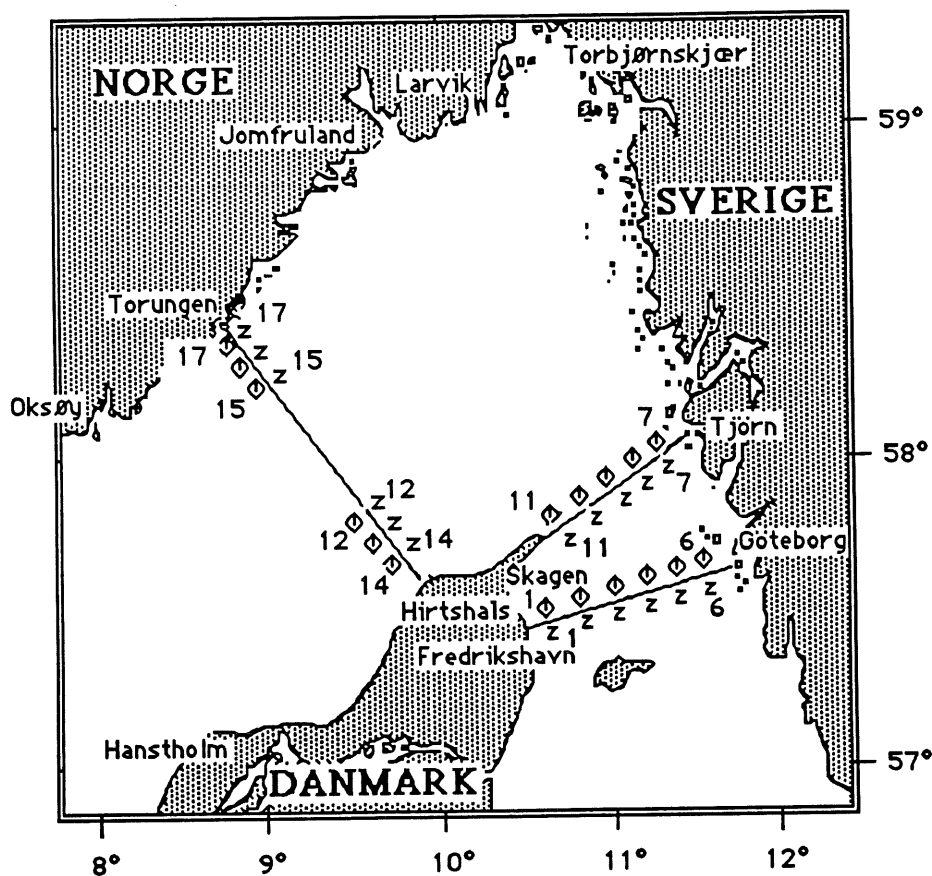 Torbjørnskjær
NORGE
Larvik
59°
Jomfruland
SVERIGE
Torungen
17
z
17
z
15
z
15
Oksøy
7
Tjörn
58°
z
7
z
12
z
11
z
z
12
z
z
11
6
Göteborg
z
14
14
Skagen
1
Hirtshals
z
6
z
z
z
z
z
1
Fredrikshavn
Hanstholm
57°
DANMARK
8°
9°
10°
11°
12°